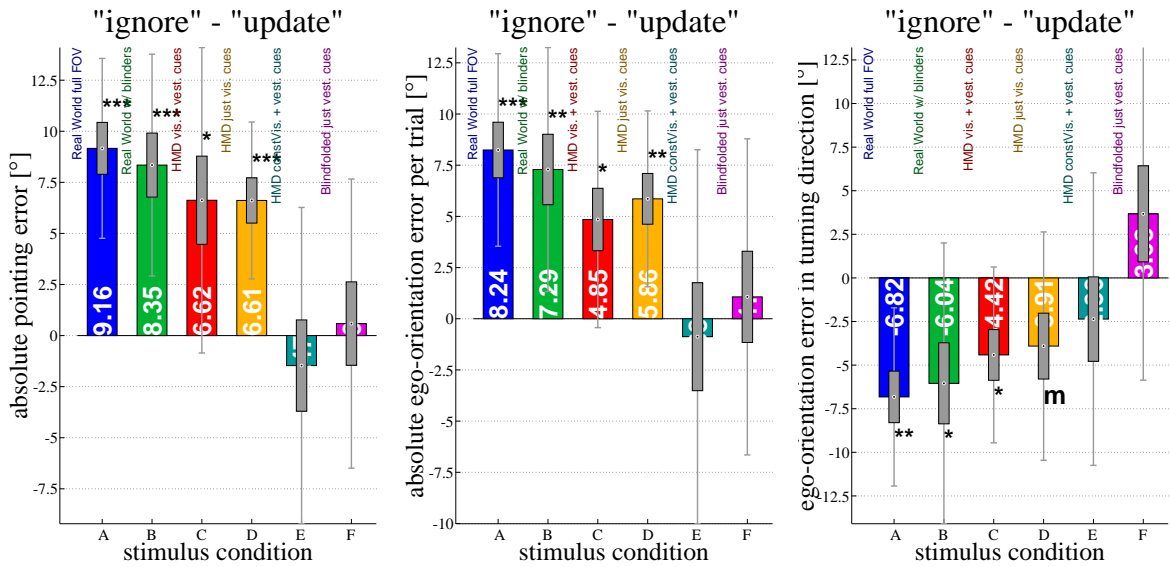 "ignore" - "update"
absolute pointing error [°]
12.5
10
7.5
5
2.5
0
-2.5
-5
-7.5
Real World full FOV
Real World w/ blinders
HMD vis. + vest. cues
HMD just vis. cues
HMD constVis. + vest. cues
Blindfolded just vest. cues
***
***
*
***
9.16
8.35
6.62
6.61
A B C D E F
stimulus condition
"ignore" - "update"
absolute ego-orientation error per trial [°]
12.5
10
7.5
5
2.5
0
-2.5
-5
-7.5
-10
Real World full FOV
Real World w/ blinders
HMD vis. + vest. cues
HMD just vis. cues
HMD constVis. + vest. cues
Blindfolded just vest. cues
***
**
*
**
8.24
7.29
4.85
5.86
A B C D E F
stimulus condition
"ignore" - "update"
ego-orientation error in turning direction [°]
12.5
10
7.5
5
2.5
0
-2.5
-5
-7.5
-10
-12.5
Real World full FOV
Real World w/ blinders
HMD vis. + vest. cues
HMD just vis. cues
HMD constVis. + vest. cues
Blindfolded just vest. cues
-6.82
-6.04
-4.42
-3.91
**
*
*
m
A B C D E F
stimulus condition